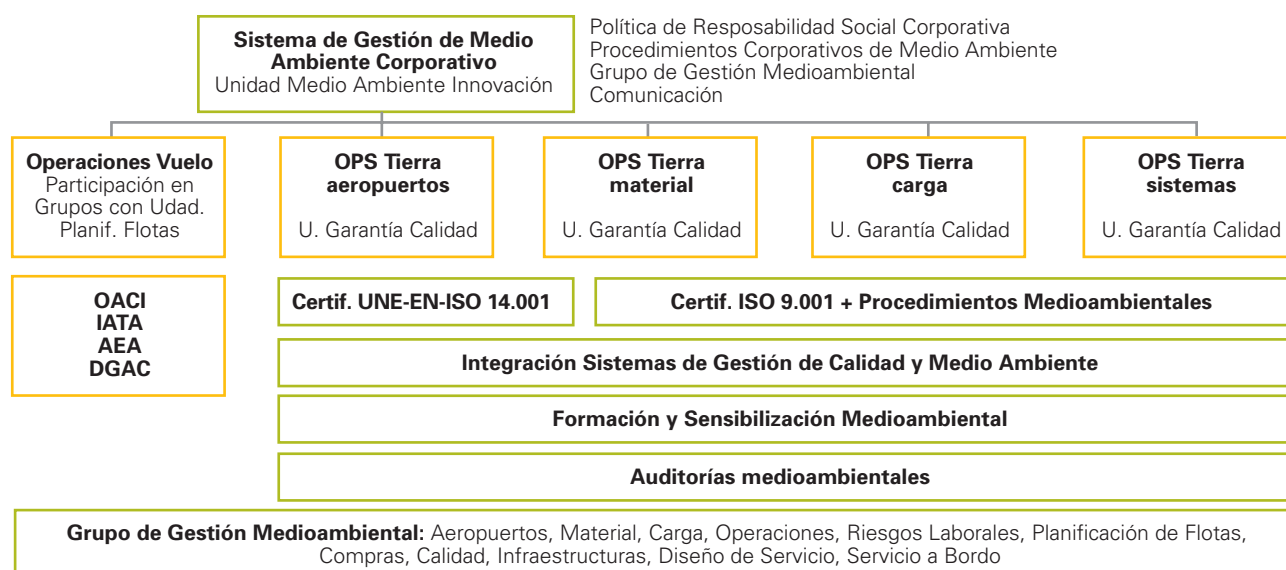 Sistema de Gestión de Medio
Ambiente Corporativo
Unidad Medio Ambiente Innovación
Política de Resposabilidad Social Corporativa
Procedimientos Corporativos de Medio Ambiente
Grupo de Gestión Medioambiental
Comunicación
Operaciones Vuelo
Participación en
Grupos con Udad.
Planif. Flotas
OPS Tierra
aeropuertos
U. Garantía Calidad
OPS Tierra
material
U. Garantía Calidad
OPS Tierra
carga
U. Garantía Calidad
OPS Tierra
sistemas
U. Garantía Calidad
OACI
IATA
AEA
DGAC
Certif. UNE-EN-ISO 14.001
Certif. ISO 9.001 + Procedimientos Medioambientales
Integración Sistemas de Gestión de Calidad y Medio Ambiente
Formación y Sensibilización Medioambiental
Auditorías medioambientales
Grupo de Gestión Medioambiental: Aeropuertos, Material, Carga, Operaciones, Riesgos Laborales, Planificación de Flotas,
Compras, Calidad, Infraestructuras, Diseño de Servicio, Servicio a Bordo